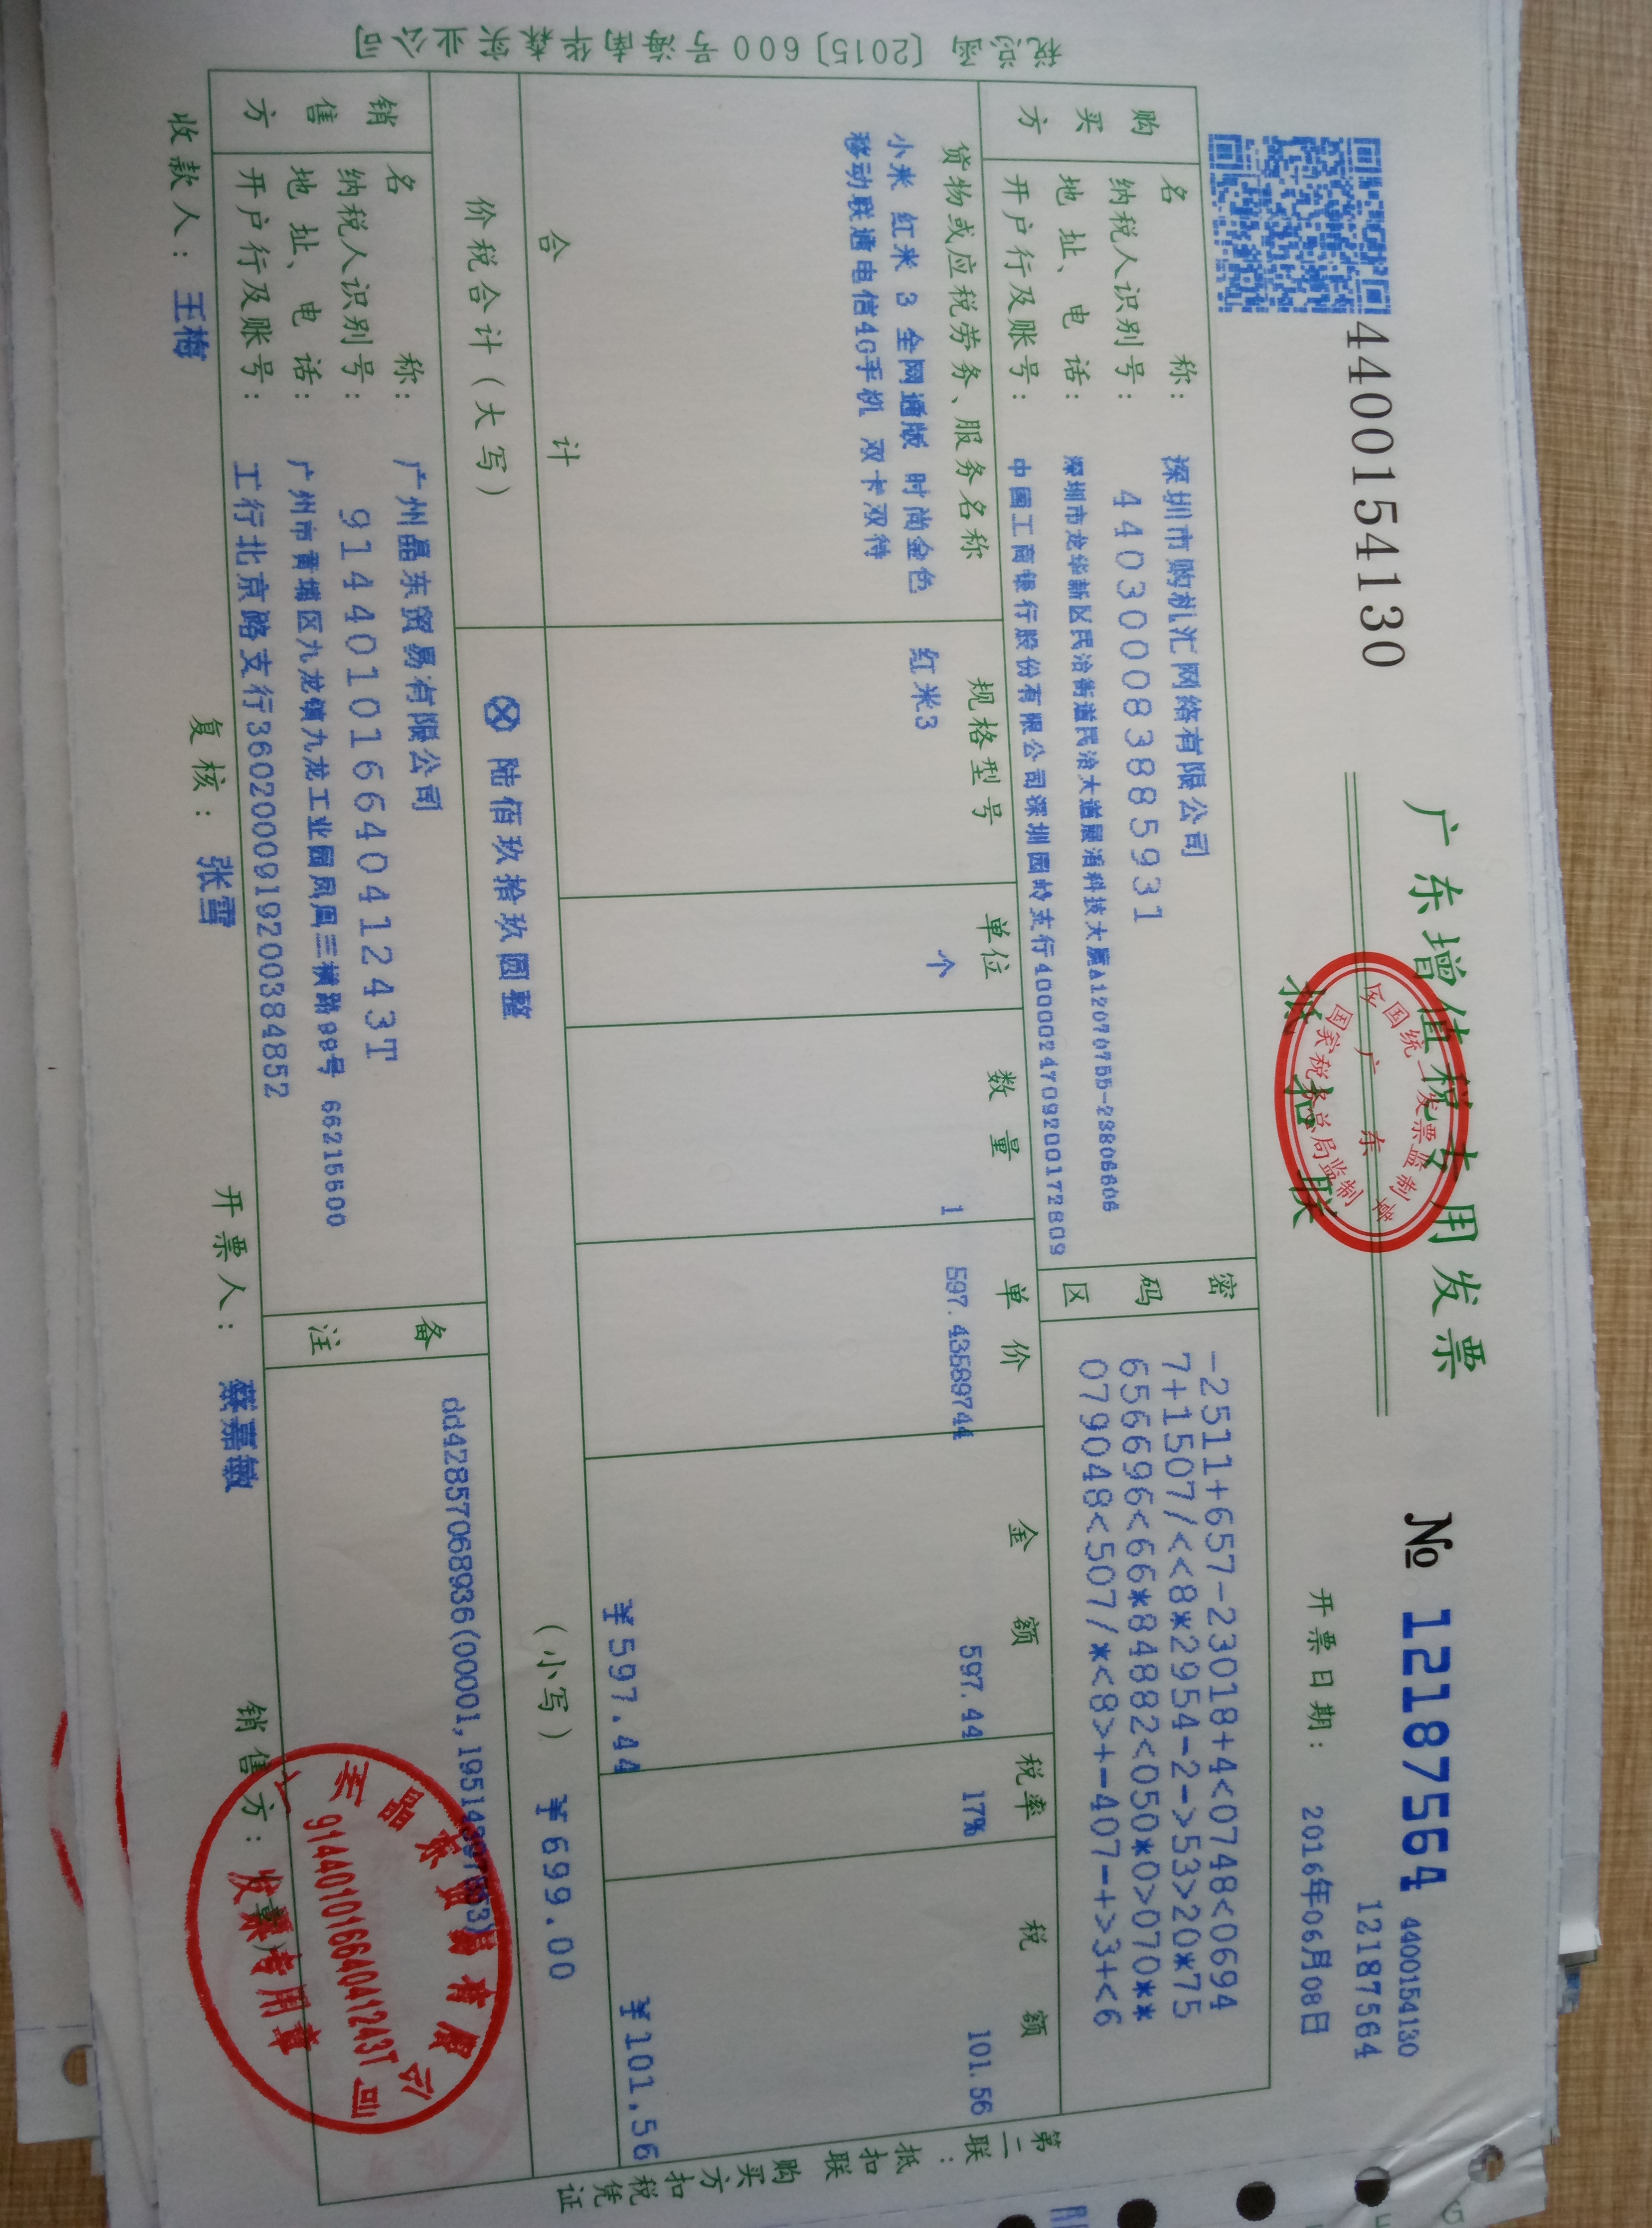 4400154130
广东增值税专用发票
抵扣联
全国统一发票监制章
广东
国家税务总局监制
№ 12187564
4400154130
12187564
开票日期: 2016年06月08日
税总函〔2015〕600号海南华森实业公司
购买方
名称: 深圳市购机汇网络有限公司
纳税人识别号: 440300083885931
地址、电话: 深圳市龙华新区民治街道民治大道展滔科技大厦A12070755-23806606
开户行及账号: 中国工商银行股份有限公司深圳园岭支行4000024709200172809
密码区
-2511+657-23018+4<0748<0694
7+1507/<<8*2954-2->53>20*75
6566696<66*84882<050*0>070**
079048<507/*<8>+-407-+>3+<6
货物或应税劳务、服务名称 规格型号 单位 数量 单价 金额 税率 税额
小米 红米 3 全网通版 时尚金色 红米3 个 1 597.43589744 597.44 17% 101.56
移动联通电信4G手机 双卡双待
合计 ¥597.44 ¥101.56
价税合计(大写) ⊗ 陆佰玖拾玖圆整 (小写) ¥699.00
销售方
名称: 广州晶东贸易有限公司
纳税人识别号: 91440101664041243T
地址、电话: 广州市黄埔区九龙镇九龙工业园凤凰三横路99号 66215500
开户行及账号: 工行北京路支行3602000919200384852
备注
dd42857068936(00001,19514
收款人: 王梅
复核: 张雪
开票人: 蔡嘉敏
销售方:(章)
广州晶东贸易有限公司
91440101664041243T
发票专用章
第二联:抵扣联 购买方扣税凭证